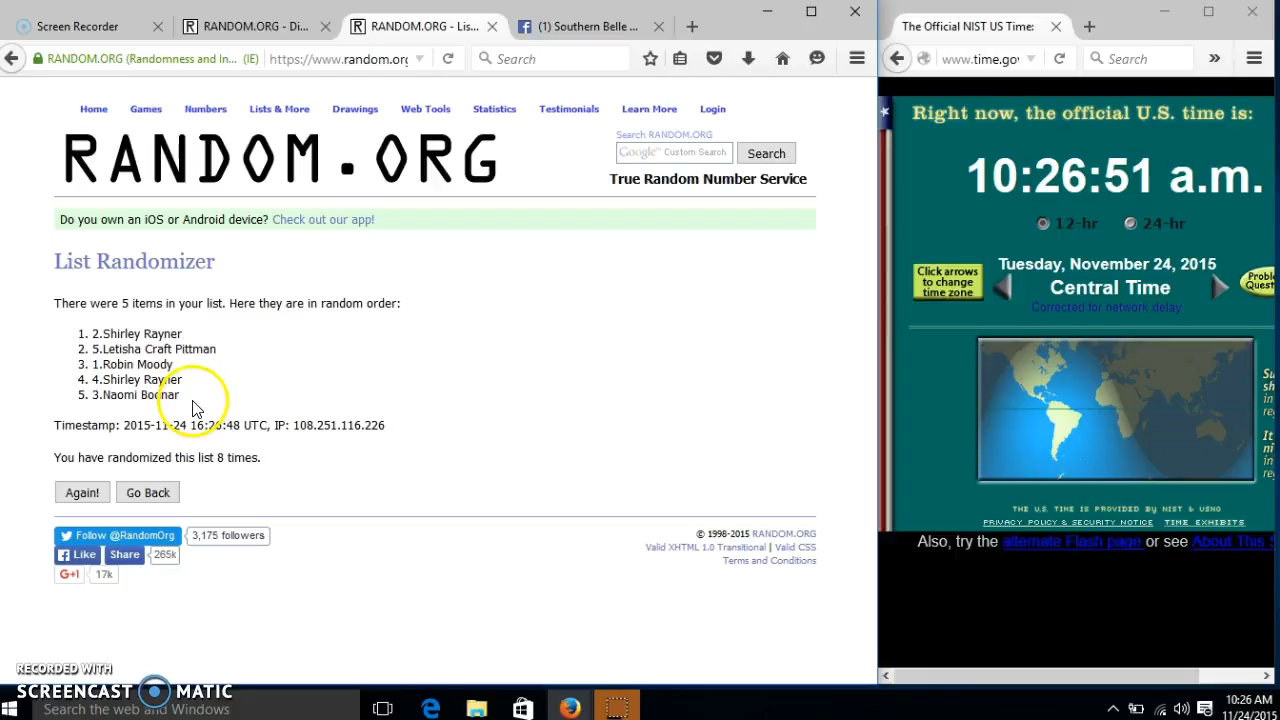 Screen Recorder
RANDOM.ORG - Di...
RANDOM.ORG - Lis...
(1) Southern Belle ...
RANDOM.ORG (Randomness and In... (IE)
https://www.random.org
Search
Home Games Numbers Lists & More Drawings Web Tools Statistics Testimonials Learn More Login
RANDOM.ORG
Search RANDOM.ORG
Google™ Custom Search
Search
True Random Number Service
Do you own an iOS or Android device? Check out our app!
List Randomizer
There were 5 items in your list. Here they are in random order:
1. 2.Shirley Rayner
2. 5.Letisha Craft Pittman
3. 1.Robin Moody
4. 4.Shirley Rayner
5. 3.Naomi Bodnar
Timestamp: 2015-11-24 16:26:48 UTC, IP: 108.251.116.226
You have randomized this list 8 times.
Again! Go Back
Follow @RandomOrg 3,175 followers
Like Share 265k
G+1 17k
© 1998-2015 RANDOM.ORG
Valid XHTML 1.0 Transitional | Valid CSS
Terms and Conditions
The Official NIST US Time:
www.time.gov
Search
Right now, the official U.S. time is:
10:26:51 a.m.
12-hr 24-hr
Click arrows
to change
time zone
Tuesday, November 24, 2015
Central Time
Corrected for network delay
THE U.S. TIME IS PROVIDED BY NIST & USNO
PRIVACY POLICY & SECURITY NOTICE TIME EXHIBITS
Also, try the alternate Flash page or see About This S
RECORDED WITH
SCREENCAST MATIC
Search the web and Windows
10:26 AM
11/24/2015